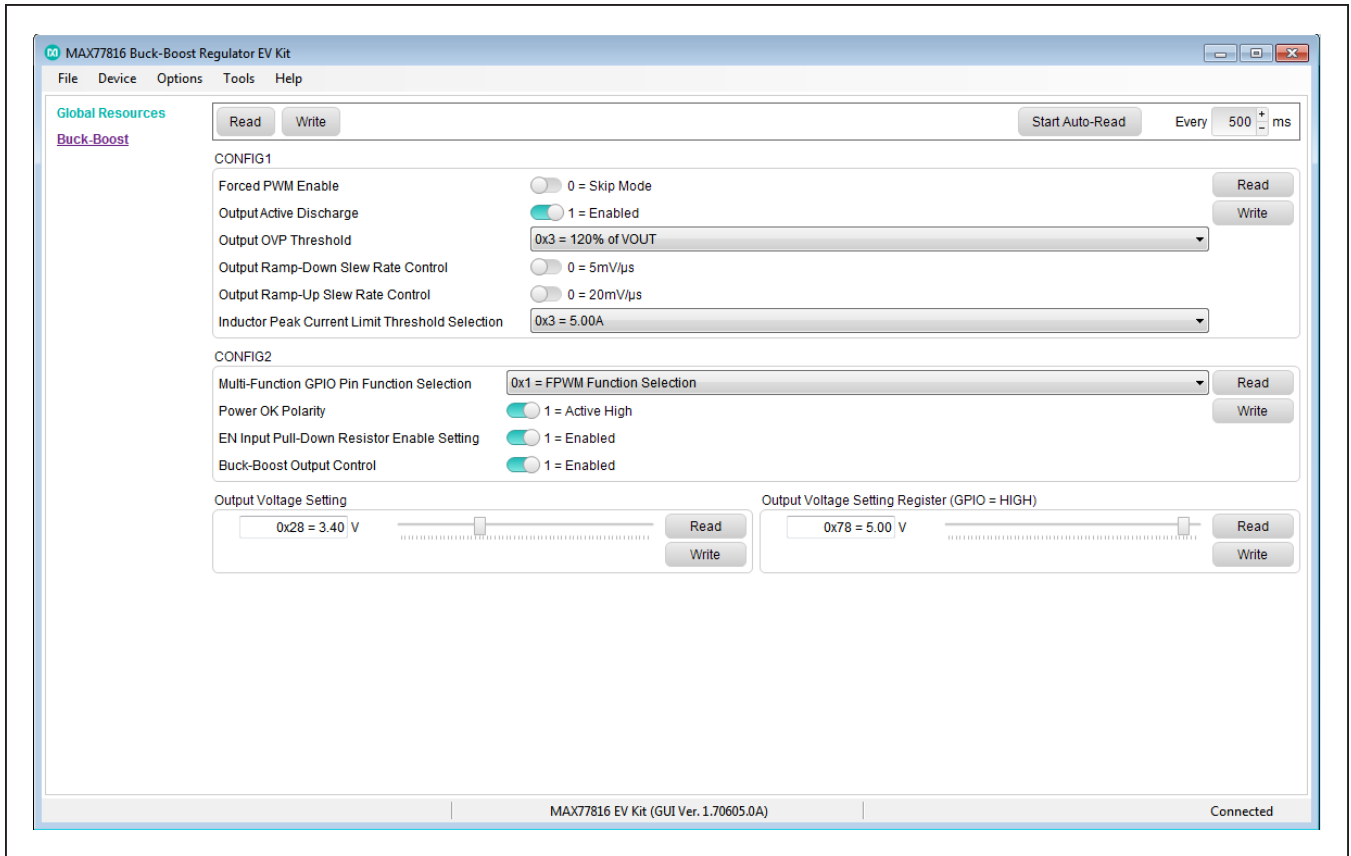 MAX77816 Buck-Boost Regulator EV Kit
File Device Options Tools Help
Global Resources
Buck-Boost
Read Write Start Auto-Read Every 500 + - ms
CONFIG1
Forced PWM Enable 0 = Skip Mode Read
Output Active Discharge 1 = Enabled Write
Output OVP Threshold 0x3 = 120% of VOUT
Output Ramp-Down Slew Rate Control 0 = 5mV/µs
Output Ramp-Up Slew Rate Control 0 = 20mV/µs
Inductor Peak Current Limit Threshold Selection 0x3 = 5.00A
CONFIG2
Multi-Function GPIO Pin Function Selection 0x1 = FPWM Function Selection Read
Power OK Polarity 1 = Active High Write
EN Input Pull-Down Resistor Enable Setting 1 = Enabled
Buck-Boost Output Control 1 = Enabled
Output Voltage Setting
0x28 = 3.40 V Read
Write
Output Voltage Setting Register (GPIO = HIGH)
0x78 = 5.00 V Read
Write
MAX77816 EV Kit (GUI Ver. 1.70605.0A) Connected